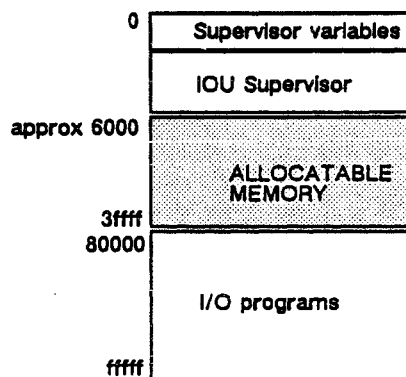 0
Supervisor variables
IOU Supervisor
approx 6000
ALLOCATABLE
MEMORY
3ffff
80000
I/O programs
fffff